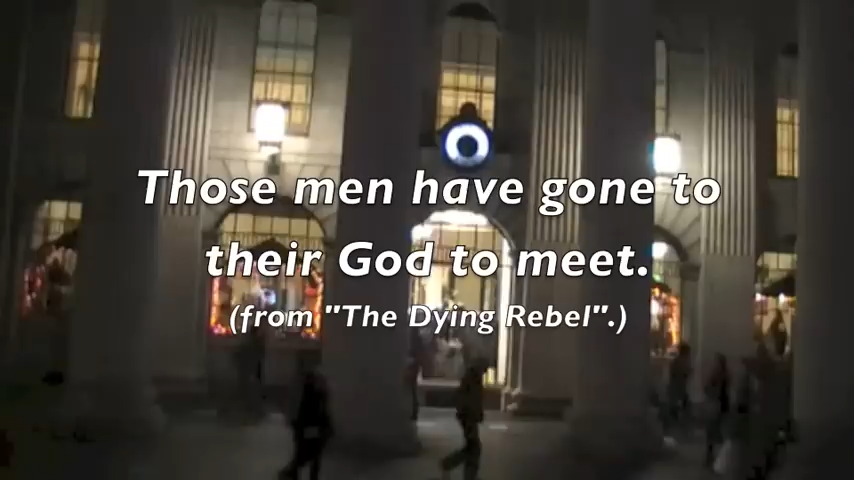 Those men have gone to
their God to meet.
(from "The Dying Rebel".)